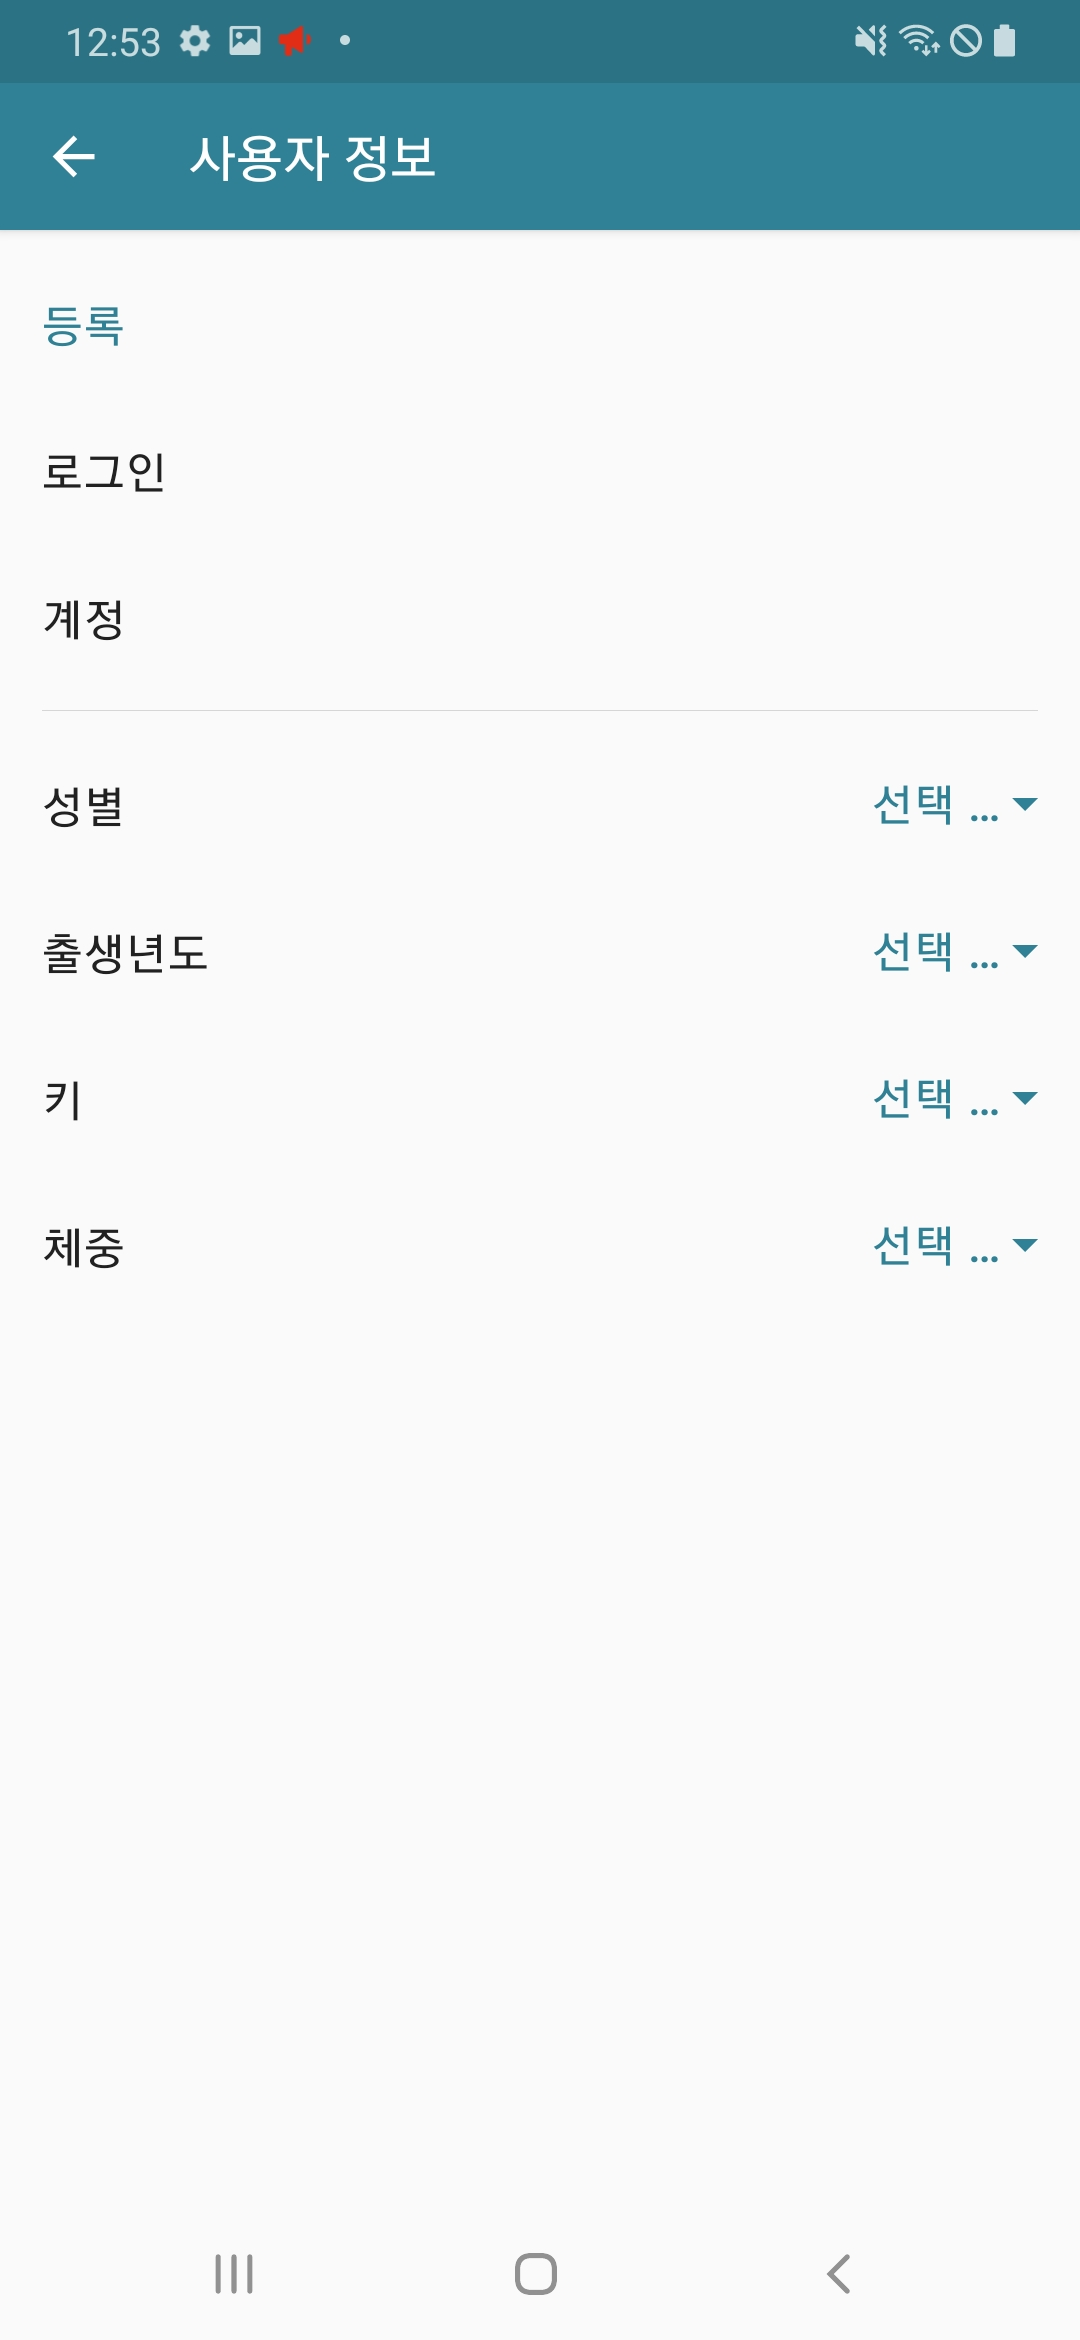 12:53
사용자 정보
등록
로그인
계정
성별 선택 ...
출생년도 선택 ...
키 선택 ...
체중 선택 ...